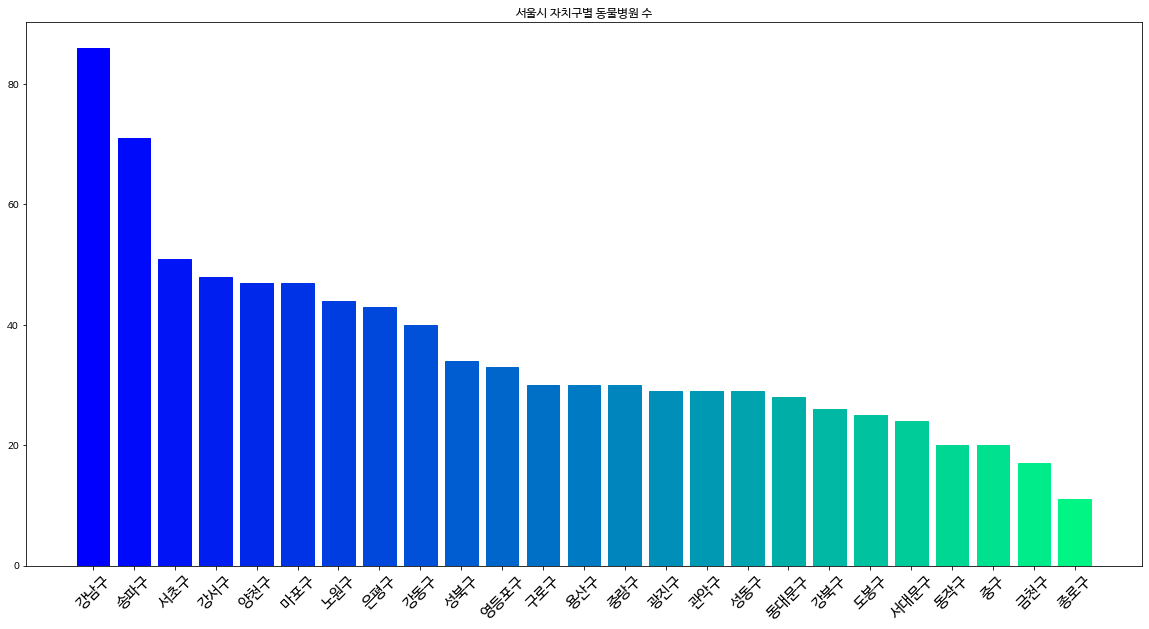 서울시 자치구별 동물병원 수
80
60
40
20
0
강남구
송파구
서초구
강서구
양천구
마포구
노원구
은평구
강동구
성북구
영등포구
구로구
용산구
중랑구
광진구
관악구
성동구
동대문구
강북구
도봉구
서대문구
동작구
중구
금천구
종로구